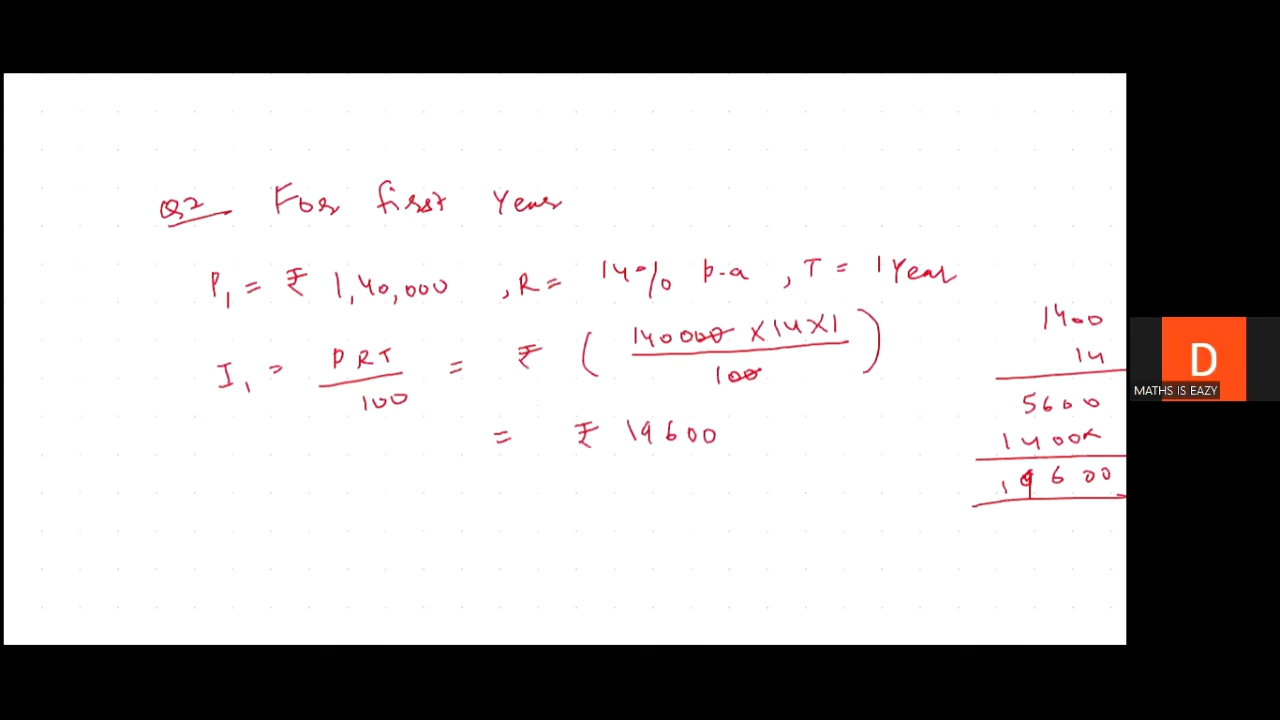 Q2 For first Year
P₁ = ₹ 1,40,000 , R = 14% p.a , T = 1 Year
I₁ = PRT/100 = ₹ (140000 X 14 X 1 / 100)
= ₹ 19600
1400
14
5600
1400x
19600
D
MATHS IS EAZY